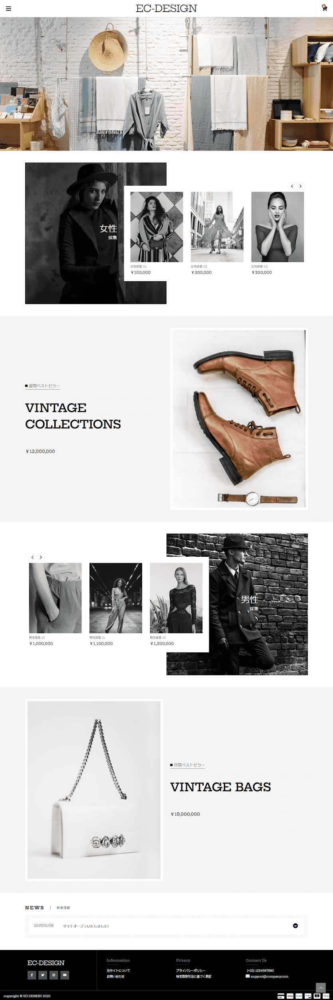 EC-DESIGN
0
女性
採集
女性採集 01
¥100,000
女性採集 02
¥200,000
女性採集 03
¥300,000
■ 週間ベストセラー
VINTAGE
COLLECTIONS
¥12,000,000
男性採集 10
¥1,000,000
男性採集 11
¥1,100,000
男性採集 12
¥1,200,000
男性
採集
■ 月間ベストセラー
VINTAGE BAGS
¥19,000,000
NEWS | 新着情報
2019/01/08 サイトオープンいたしました!
EC-DESIGN
Information
当サイトについて
お問い合わせ
Privacy
プライバシーポリシー
特定商取引法に基づく表記
Contact Us
(+02) 1234567890
support@company.com
copyright © EC-DESIGN 2020
VISA
PayPal